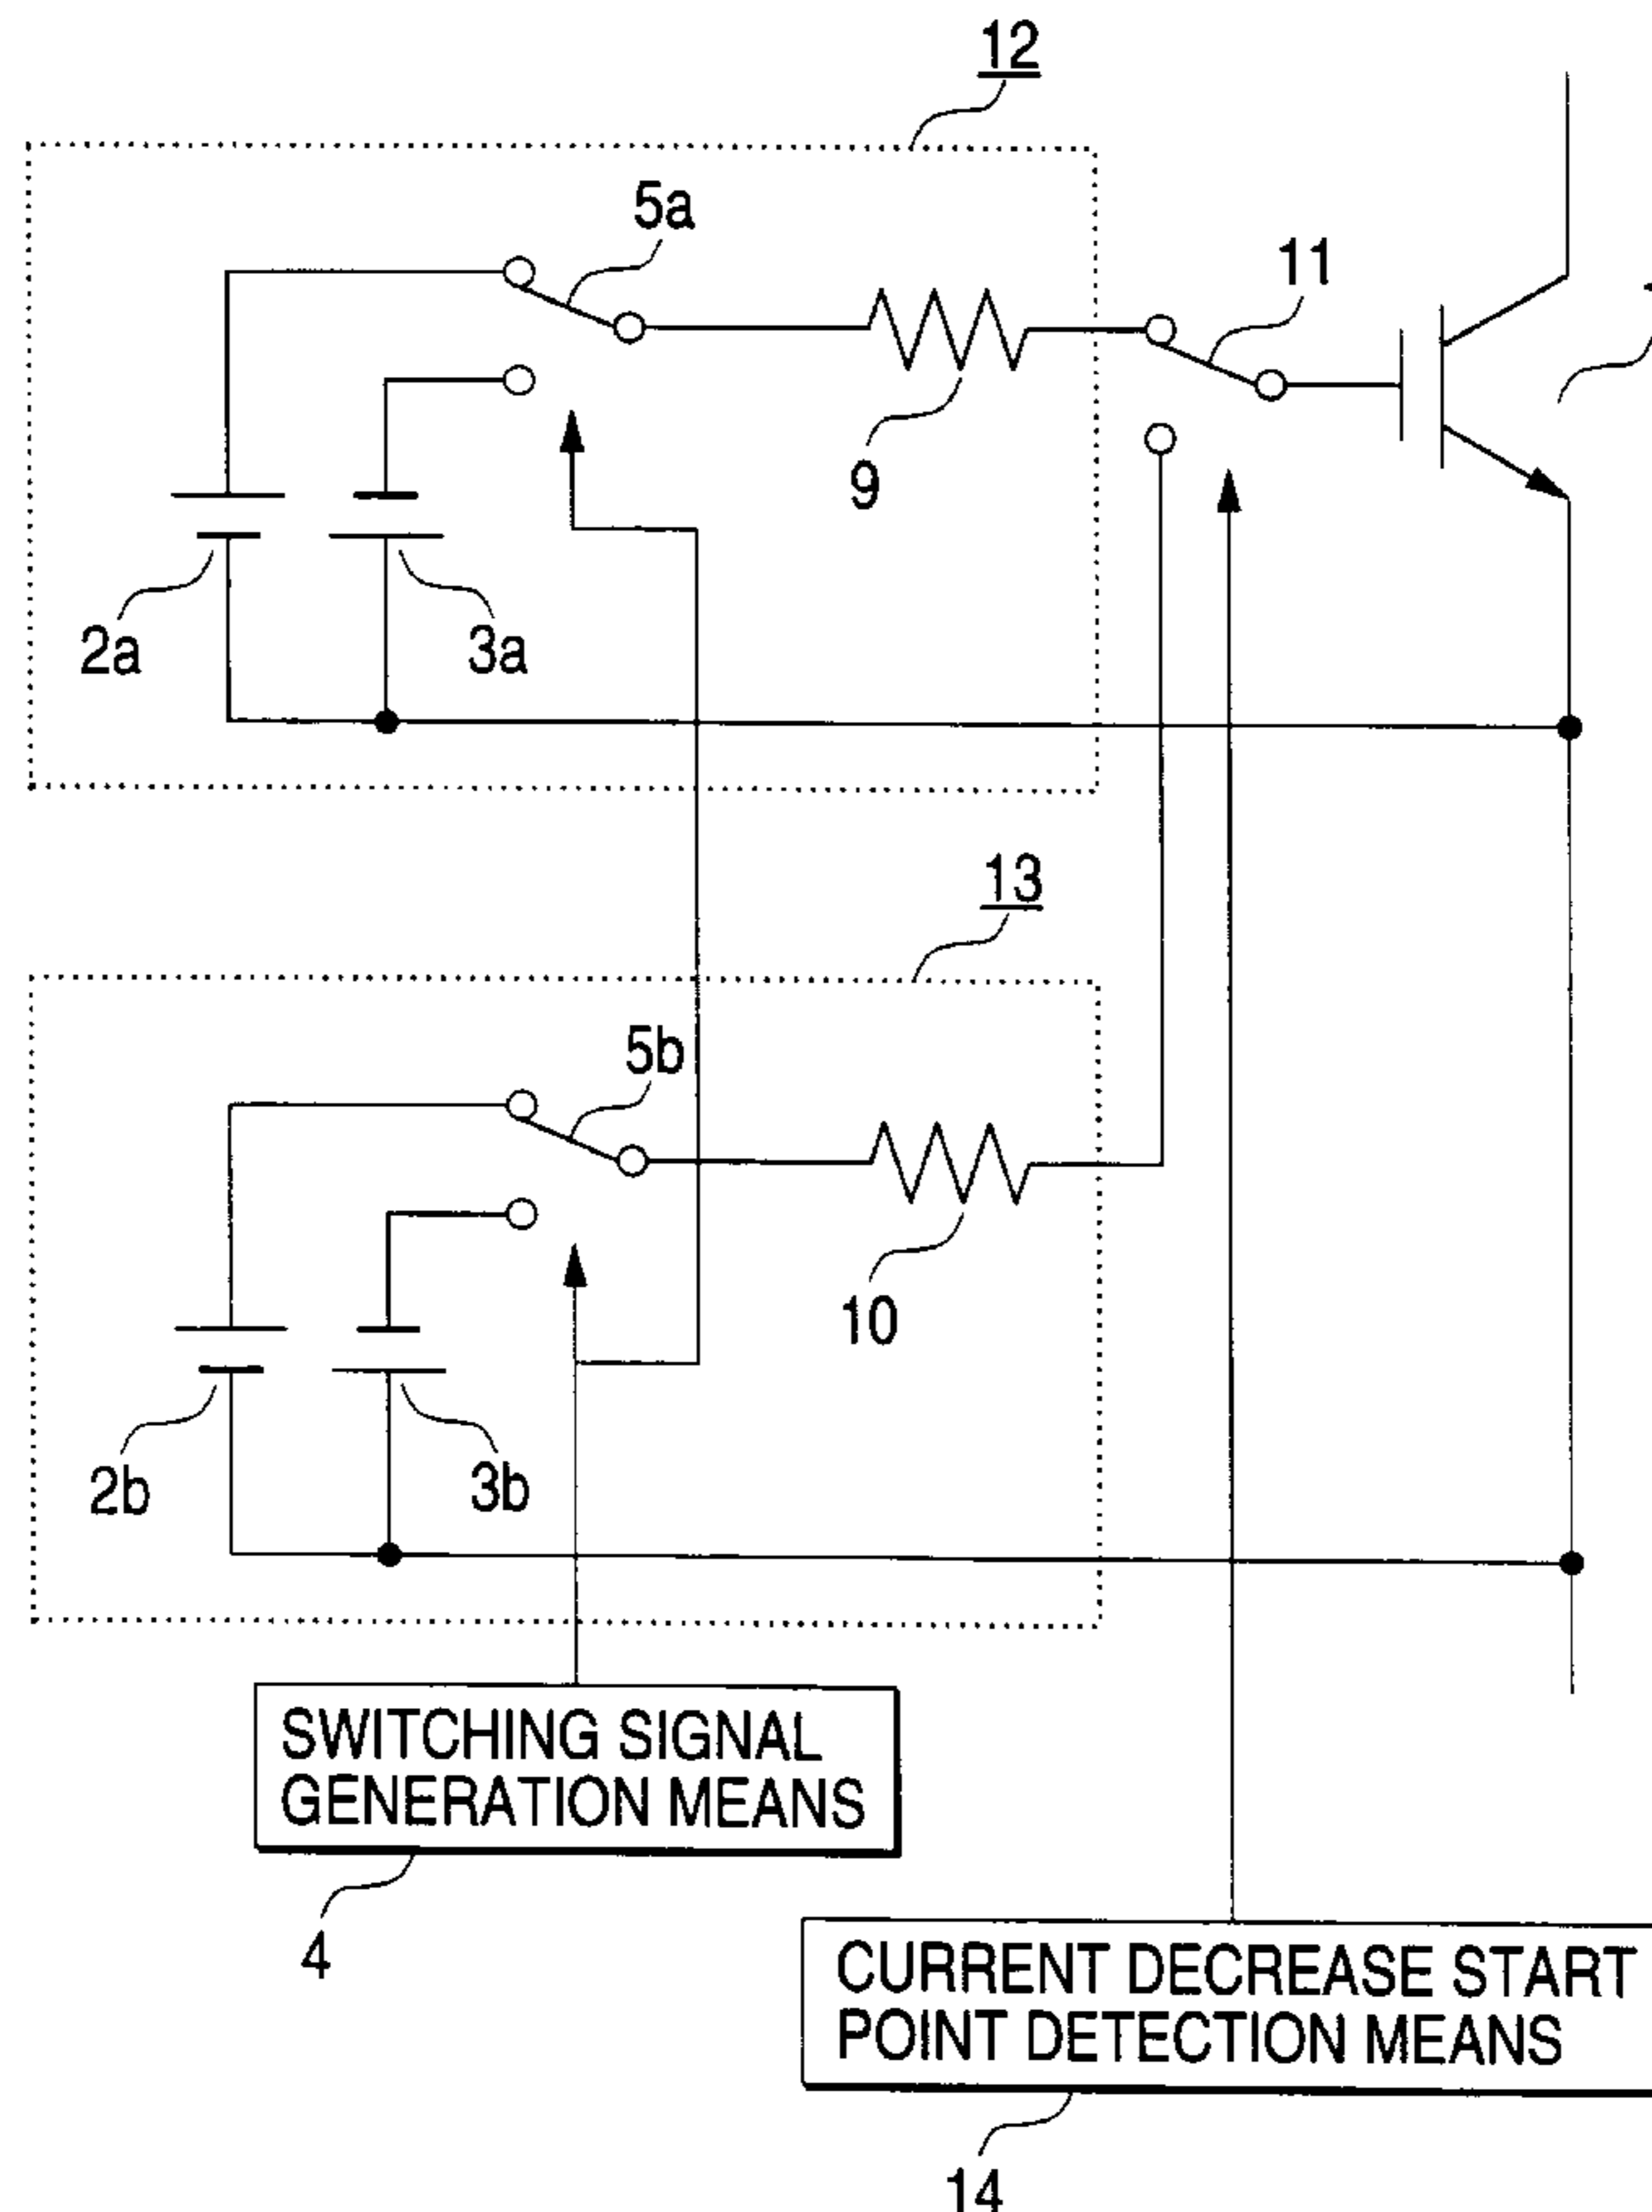 12
5a
11
9
2a
3a
13
5b
10
2b
3b
SWITCHING SIGNAL
GENERATION MEANS
4
CURRENT DECREASE START
POINT DETECTION MEANS
14